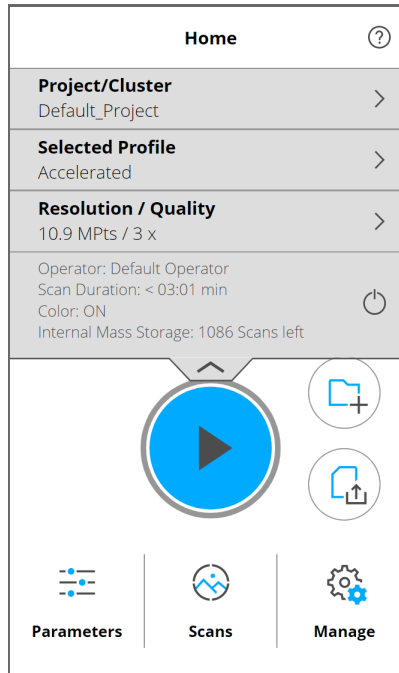 Home
?
Project/Cluster
Default_Project
Selected Profile
Accelerated
Resolution / Quality
10.9 MPts / 3 x
Operator: Default Operator
Scan Duration: < 03:01 min
Color: ON
Internal Mass Storage: 1086 Scans left
Parameters
Scans
Manage